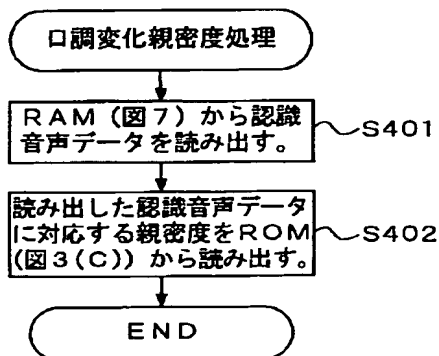 口調変化親密度処理
RAM（図７）から認識
音声データを読み出す。
S401
読み出した認識音声データ
に対応する親密度をROM
（図３（C））から読み出す。
S402
END